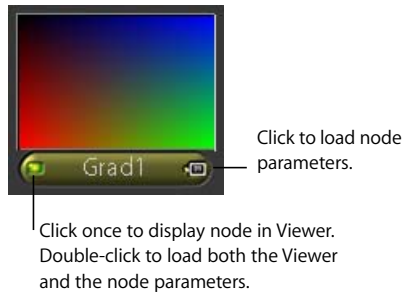 Grad1
Click to load node
parameters.
Click once to display node in Viewer.
Double-click to load both the Viewer
and the node parameters.